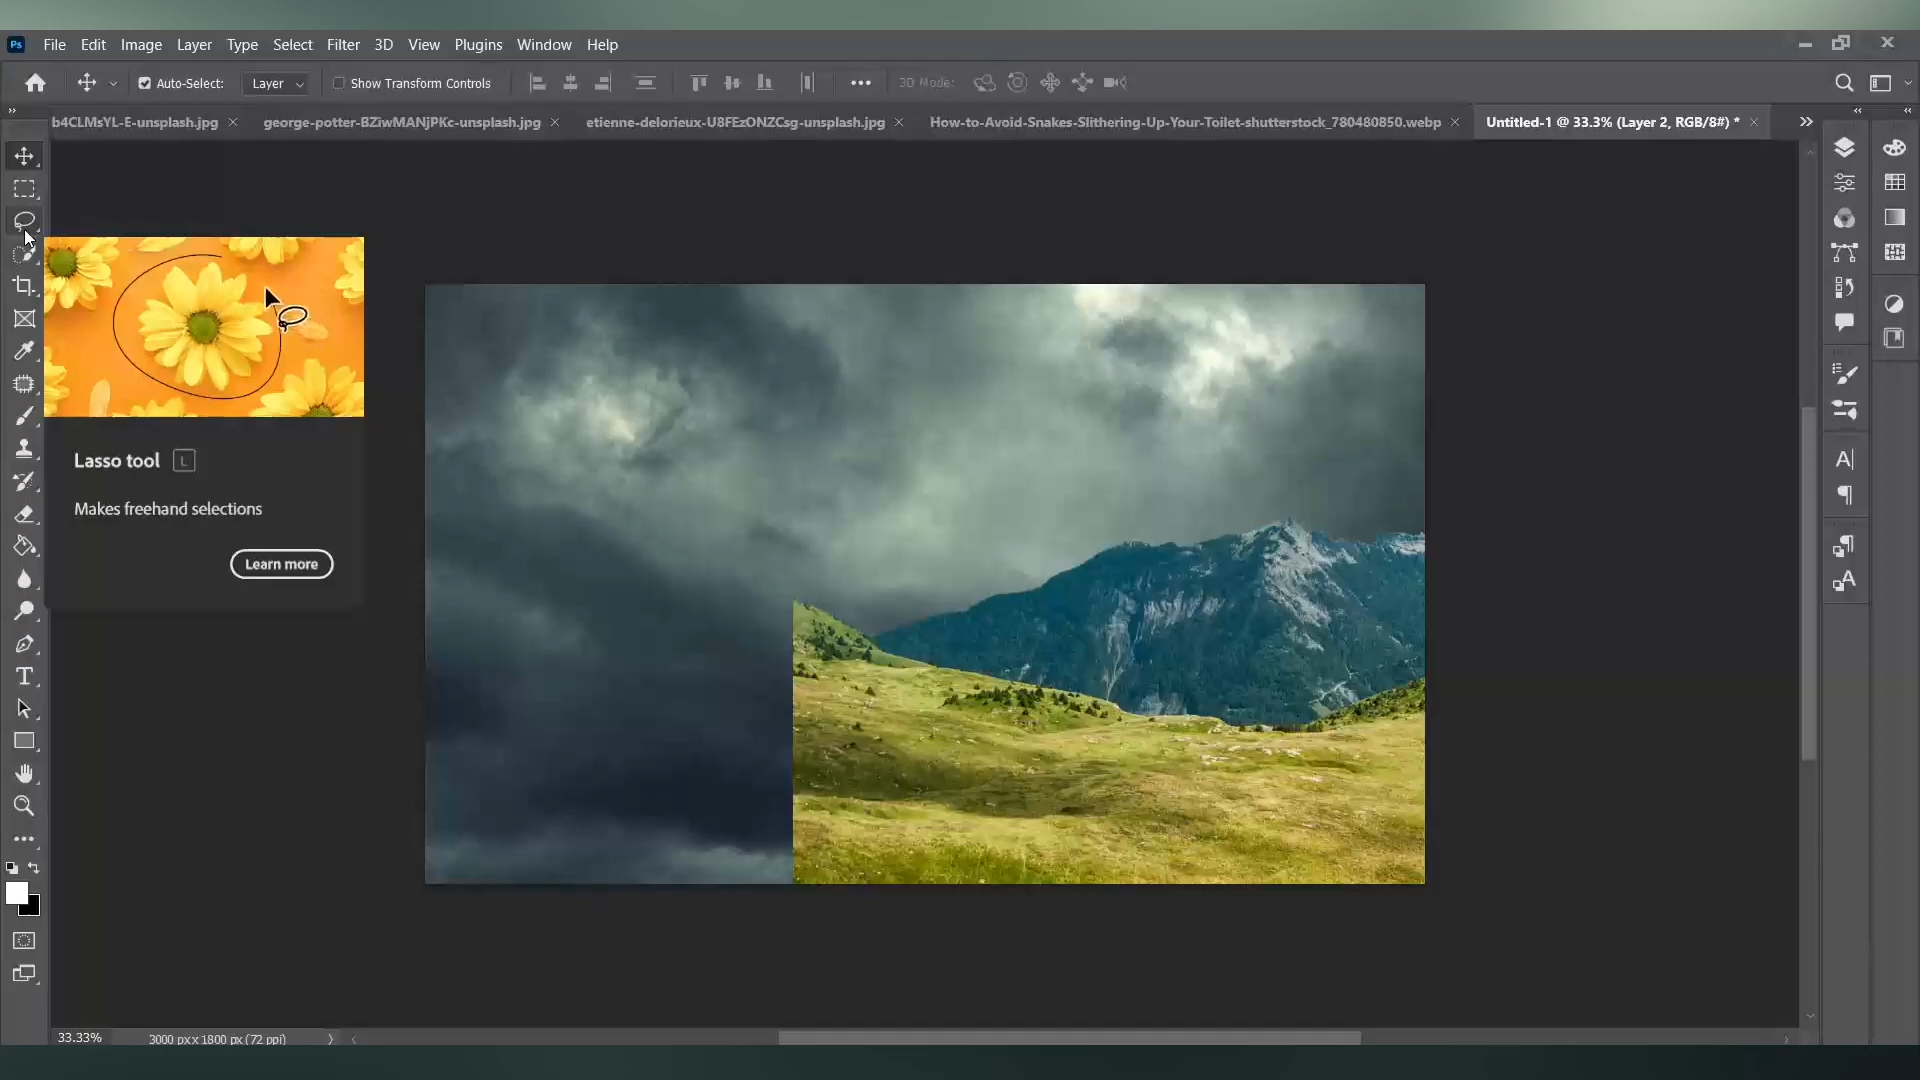 Ps File Edit Image Layer Type Select Filter 3D View Plugins Window Help
Auto-Select: Layer Show Transform Controls 3D Mode:
b4CLMsYL-E-unsplash.jpg george-potter-BZiwMANjPKc-unsplash.jpg etienne-delorieux-U8FEzONZCsg-unsplash.jpg How-to-Avoid-Snakes-Slithering-Up-Your-Toilet-shutterstock_780480850.webp Untitled-1 @ 33.3% (Layer 2, RGB/8#) *
Lasso tool L
Makes freehand selections
Learn more
33.33% 3000 px x 1800 px (72 ppi)